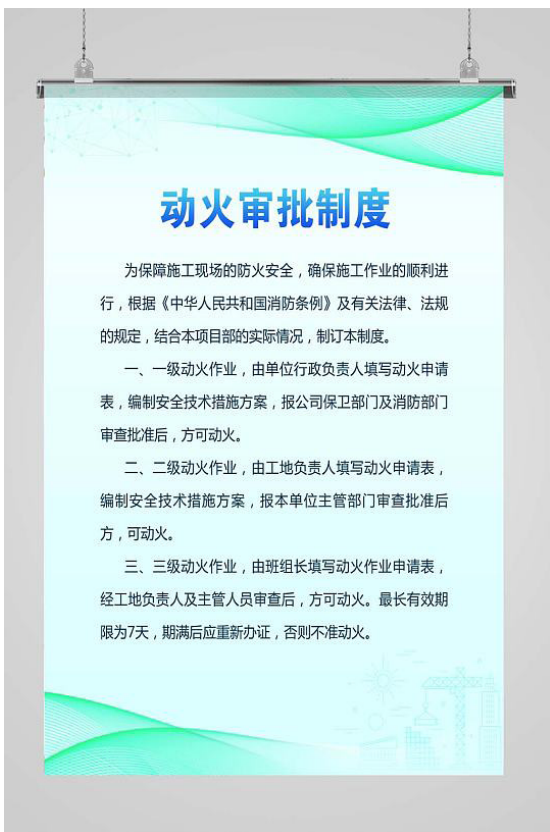 动火审批制度
为保障施工现场的防火安全，确保施工作业的顺利进
行，根据《中华人民共和国消防条例》及有关法律、法规
的规定，结合本项目部的实际情况，制订本制度。
一、一级动火作业，由单位行政负责人填写动火申请
表，编制安全技术措施方案，报公司保卫部门及消防部门
审查批准后，方可动火。
二、二级动火作业，由工地负责人填写动火申请表，
编制安全技术措施方案，报本单位主管部门审查批准后
方，可动火。
三、三级动火作业，由班组长填写动火作业申请表，
经工地负责人及主管人员审查后，方可动火。最长有效期
限为7天，期满后应重新办证，否则不准动火。